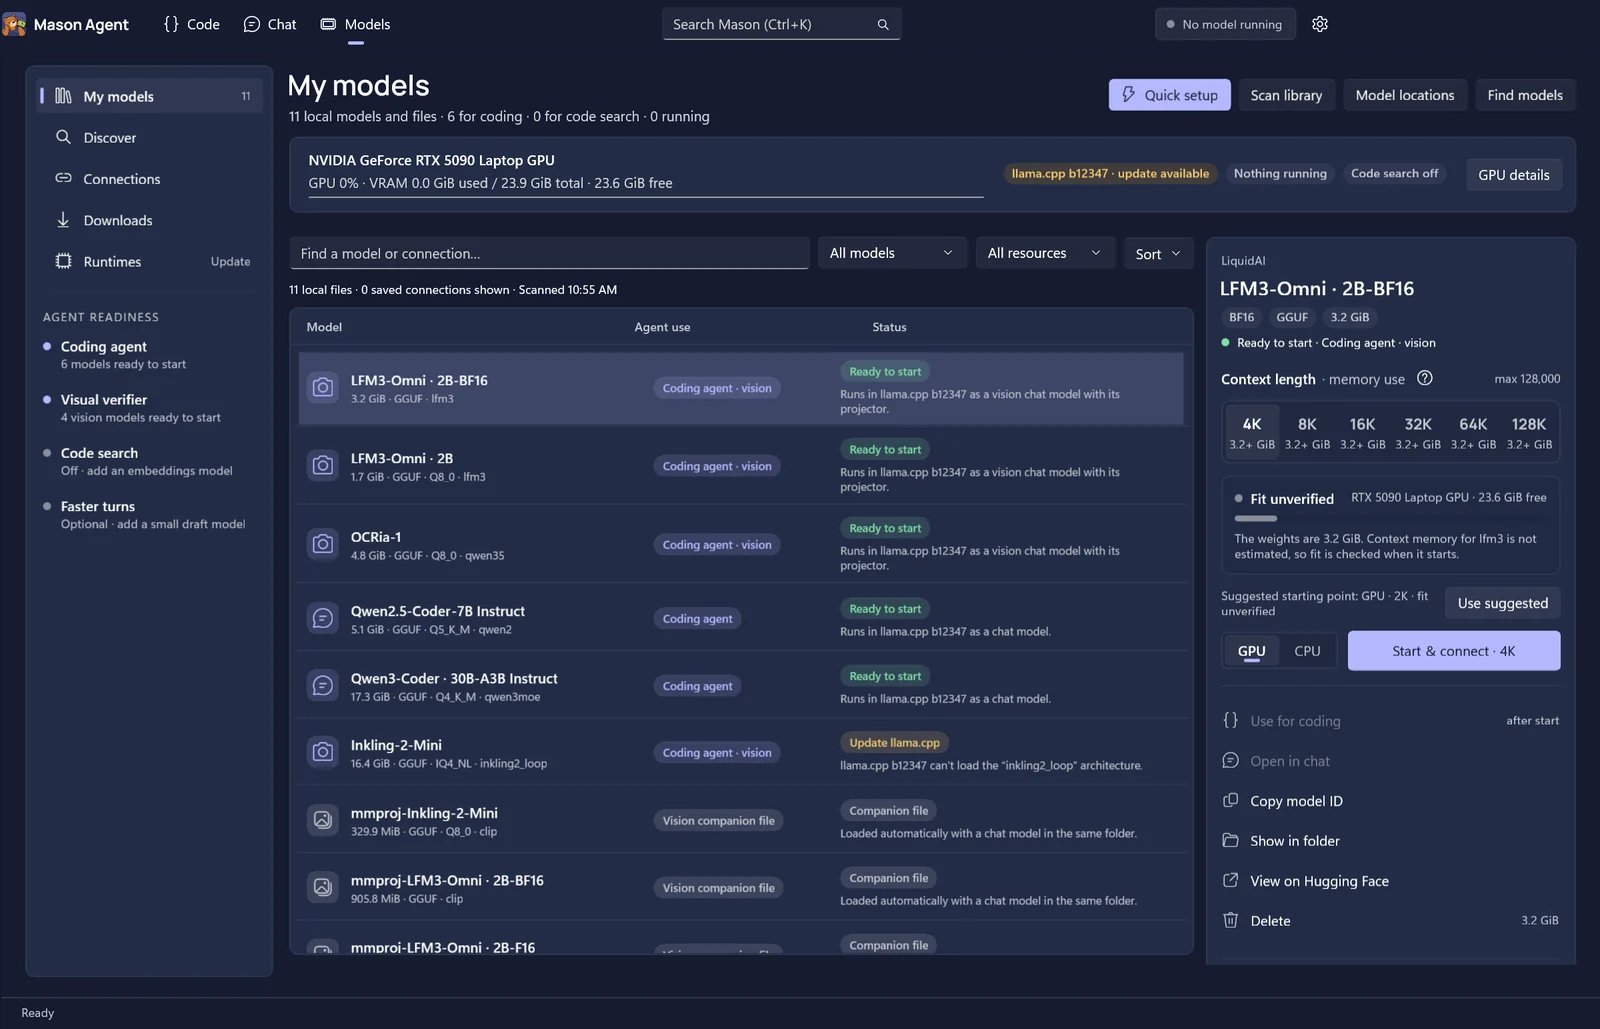 Mason Agent
Code
Chat
Models
Search Mason (Ctrl+K)
No model running
My models
11
Discover
Connections
Downloads
Runtimes
Update
AGENT READINESS
Coding agent
6 models ready to start
Visual verifier
4 vision models ready to start
Code search
Off · add an embeddings model
Faster turns
Optional · add a small draft model
My models
11 local models and files · 6 for coding · 0 for code search · 0 running
Quick setup
Scan library
Model locations
Find models
NVIDIA GeForce RTX 5090 Laptop GPU
GPU 0% · VRAM 0.0 GiB used / 23.9 GiB total · 23.6 GiB free
llama.cpp b12347 · update available
Nothing running
Code search off
GPU details
Find a model or connection...
All models
All resources
Sort
11 local files · 0 saved connections shown · Scanned 10:55 AM
Model
Agent use
Status
LFM3-Omni · 2B-BF16
3.2 GiB · GGUF · lfm3
Coding agent · vision
Ready to start
Runs in llama.cpp b12347 as a vision chat model with its
projector.
LFM3-Omni · 2B
1.7 GiB · GGUF · Q8_0 · lfm3
Coding agent · vision
Ready to start
Runs in llama.cpp b12347 as a vision chat model with its
projector.
OCRia-1
4.8 GiB · GGUF · Q8_0 · qwen35
Coding agent · vision
Ready to start
Runs in llama.cpp b12347 as a vision chat model with its
projector.
Qwen2.5-Coder-7B Instruct
5.1 GiB · GGUF · Q5_K_M · qwen2
Coding agent
Ready to start
Runs in llama.cpp b12347 as a chat model.
Qwen3-Coder · 30B-A3B Instruct
17.3 GiB · GGUF · Q4_K_M · qwen3moe
Coding agent
Ready to start
Runs in llama.cpp b12347 as a chat model.
Inkling-2-Mini
16.4 GiB · GGUF · IQ4_NL · inkling2_loop
Coding agent · vision
Update llama.cpp
llama.cpp b12347 can't load the "inkling2_loop" architecture.
mmproj-Inkling-2-Mini
329.9 MiB · GGUF · Q8_0 · clip
Vision companion file
Companion file
Loaded automatically with a chat model in the same folder.
mmproj-LFM3-Omni · 2B-BF16
905.8 MiB · GGUF · clip
Vision companion file
Companion file
Loaded automatically with a chat model in the same folder.
mmproj-LFM3-Omni · 2B-F16
Companion file
LiquidAI
LFM3-Omni · 2B-BF16
BF16
GGUF
3.2 GiB
Ready to start · Coding agent · vision
Context length · memory use
max 128,000
4K
8K
16K
32K
64K
128K
3.2+ GiB
3.2+ GiB
3.2+ GiB
3.2+ GiB
3.2+ GiB
3.2+ GiB
Fit unverified
RTX 5090 Laptop GPU · 23.6 GiB free
The weights are 3.2 GiB. Context memory for lfm3 is not
estimated, so fit is checked when it starts.
Suggested starting point: GPU · 2K · fit
unverified
Use suggested
GPU
CPU
Start & connect · 4K
Use for coding
after start
Open in chat
Copy model ID
Show in folder
View on Hugging Face
Delete
3.2 GiB
Ready